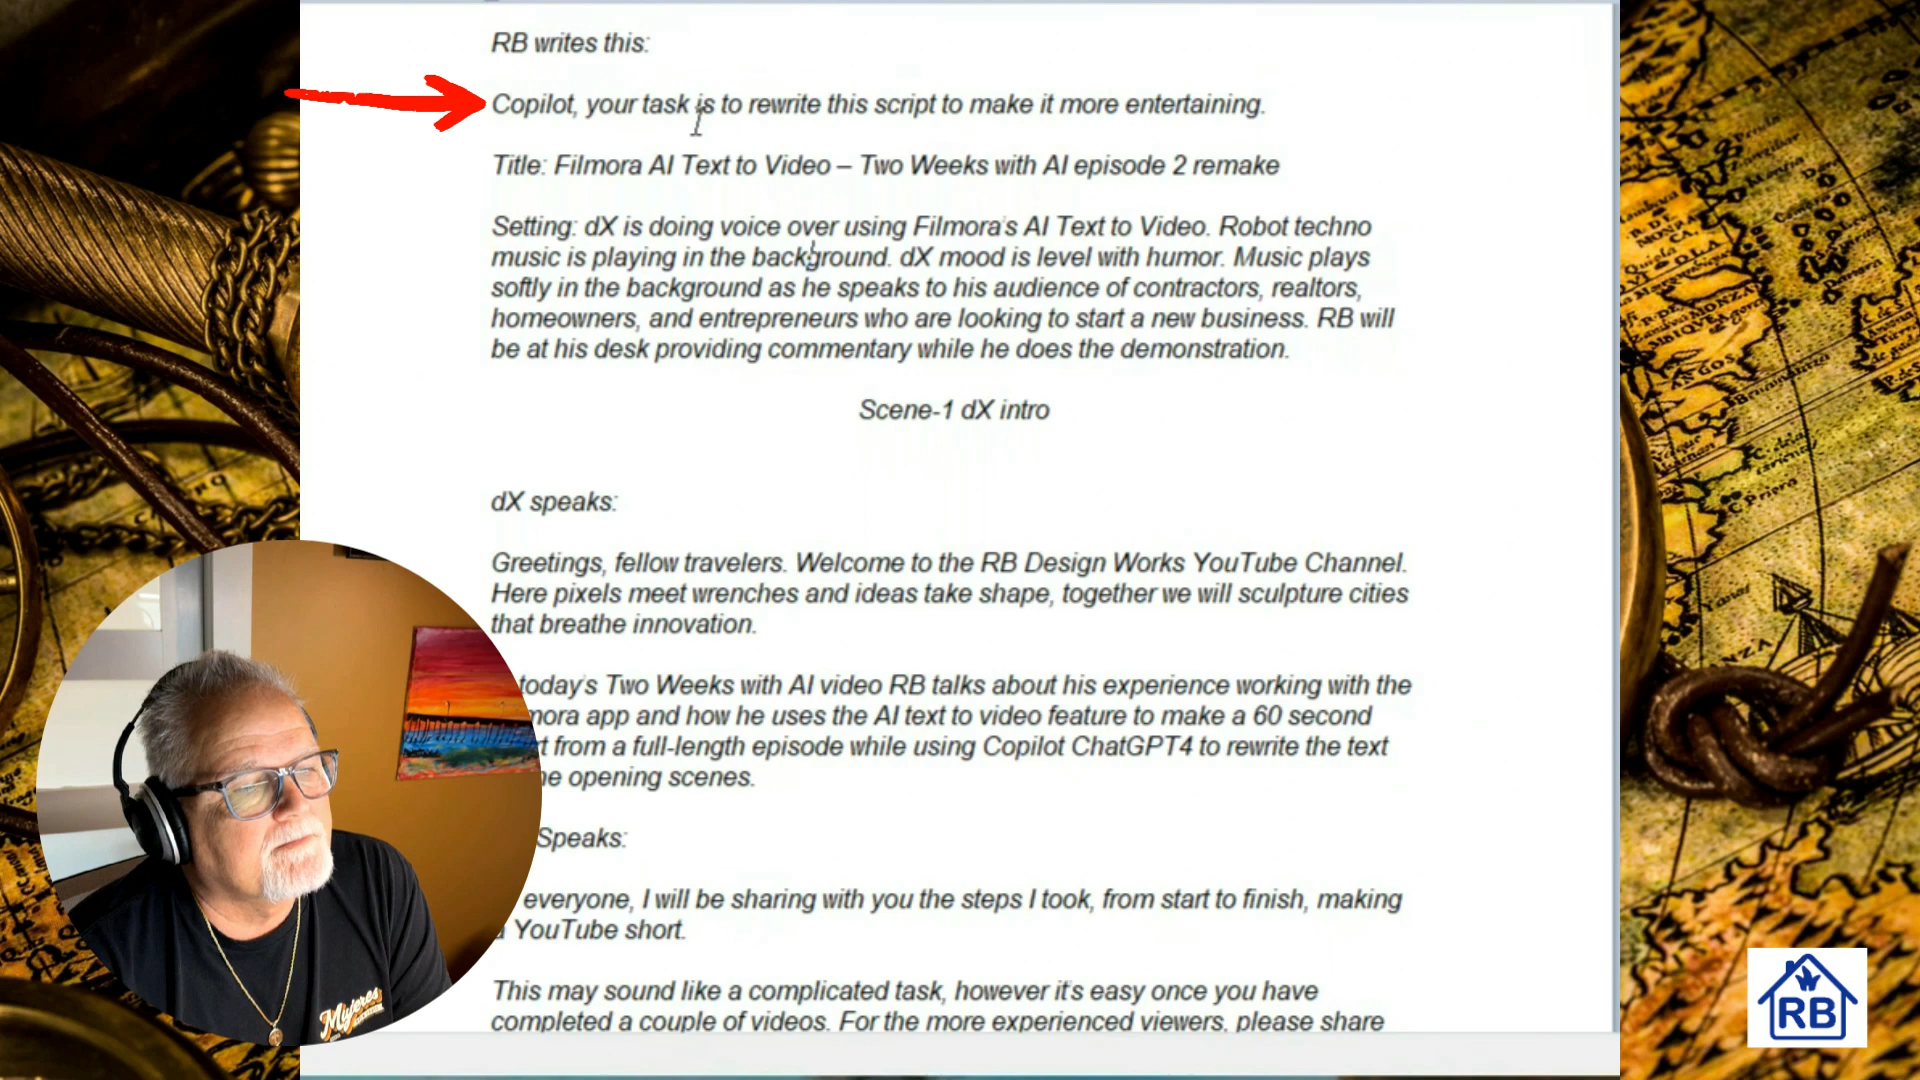 RB writes this:
Copilot, your task is to rewrite this script to make it more entertaining.
Title: Filmora AI Text to Video – Two Weeks with AI episode 2 remake
Setting: dX is doing voice over using Filmora's AI Text to Video. Robot techno
music is playing in the background. dX mood is level with humor. Music plays
softly in the background as he speaks to his audience of contractors, realtors,
homeowners, and entrepreneurs who are looking to start a new business. RB will
be at his desk providing commentary while he does the demonstration.
Scene-1 dX intro
dX speaks:
Greetings, fellow travelers. Welcome to the RB Design Works YouTube Channel.
Here pixels meet wrenches and ideas take shape, together we will sculpture cities
that breathe innovation.
today's Two Weeks with AI video RB talks about his experience working with the
app and how he uses the AI text to video feature to make a 60 second
from a full-length episode while using Copilot ChatGPT4 to rewrite the text
opening scenes.
Speaks:
everyone, I will be sharing with you the steps I took, from start to finish, making
a YouTube short.
This may sound like a complicated task, however it's easy once you have
completed a couple of videos. For the more experienced viewers, please share
Mujeres
RB